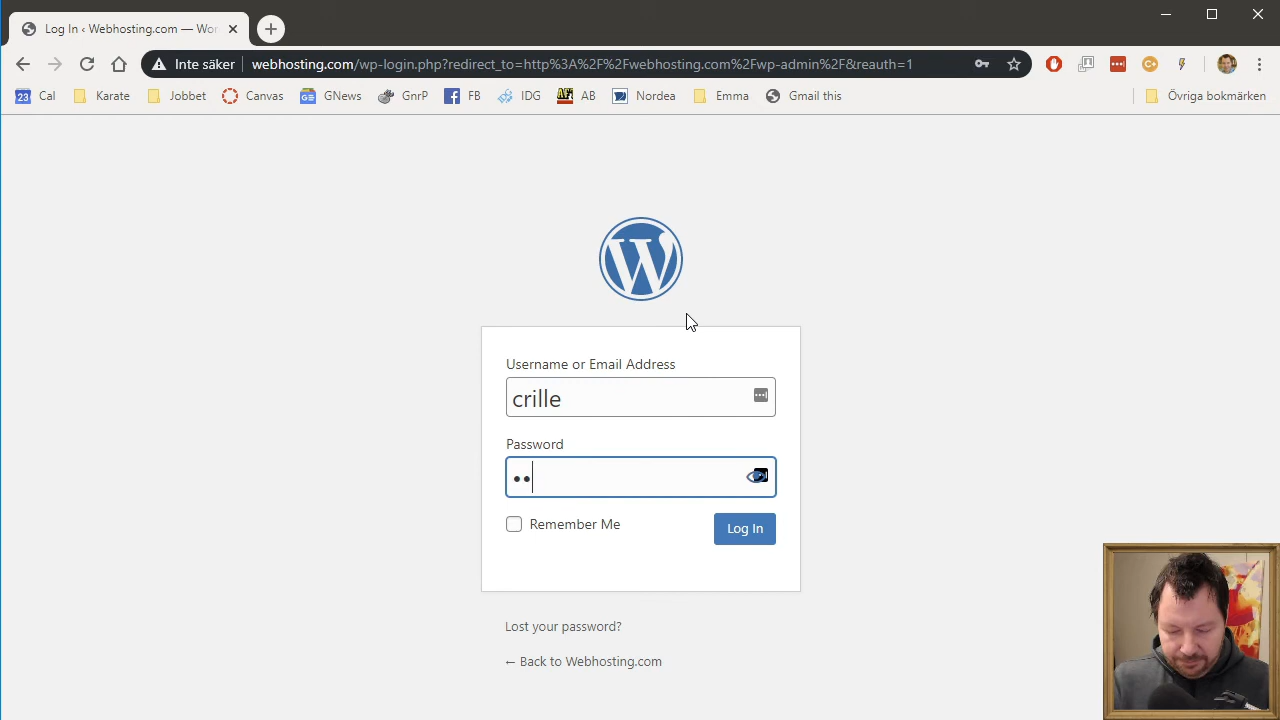 Log In ‹ Webhosting.com — Wor
Inte säker
webhosting.com/wp-login.php?redirect_to=http%3A%2F%2Fwebhosting.com%2Fwp-admin%2F&reauth=1
23 Cal Karate Jobbet Canvas GNews GnrP FB IDG AB Nordea Emma Gmail this Övriga bokmärken
W
Username or Email Address
crille
Password
Remember Me
Log In
Lost your password?
← Back to Webhosting.com